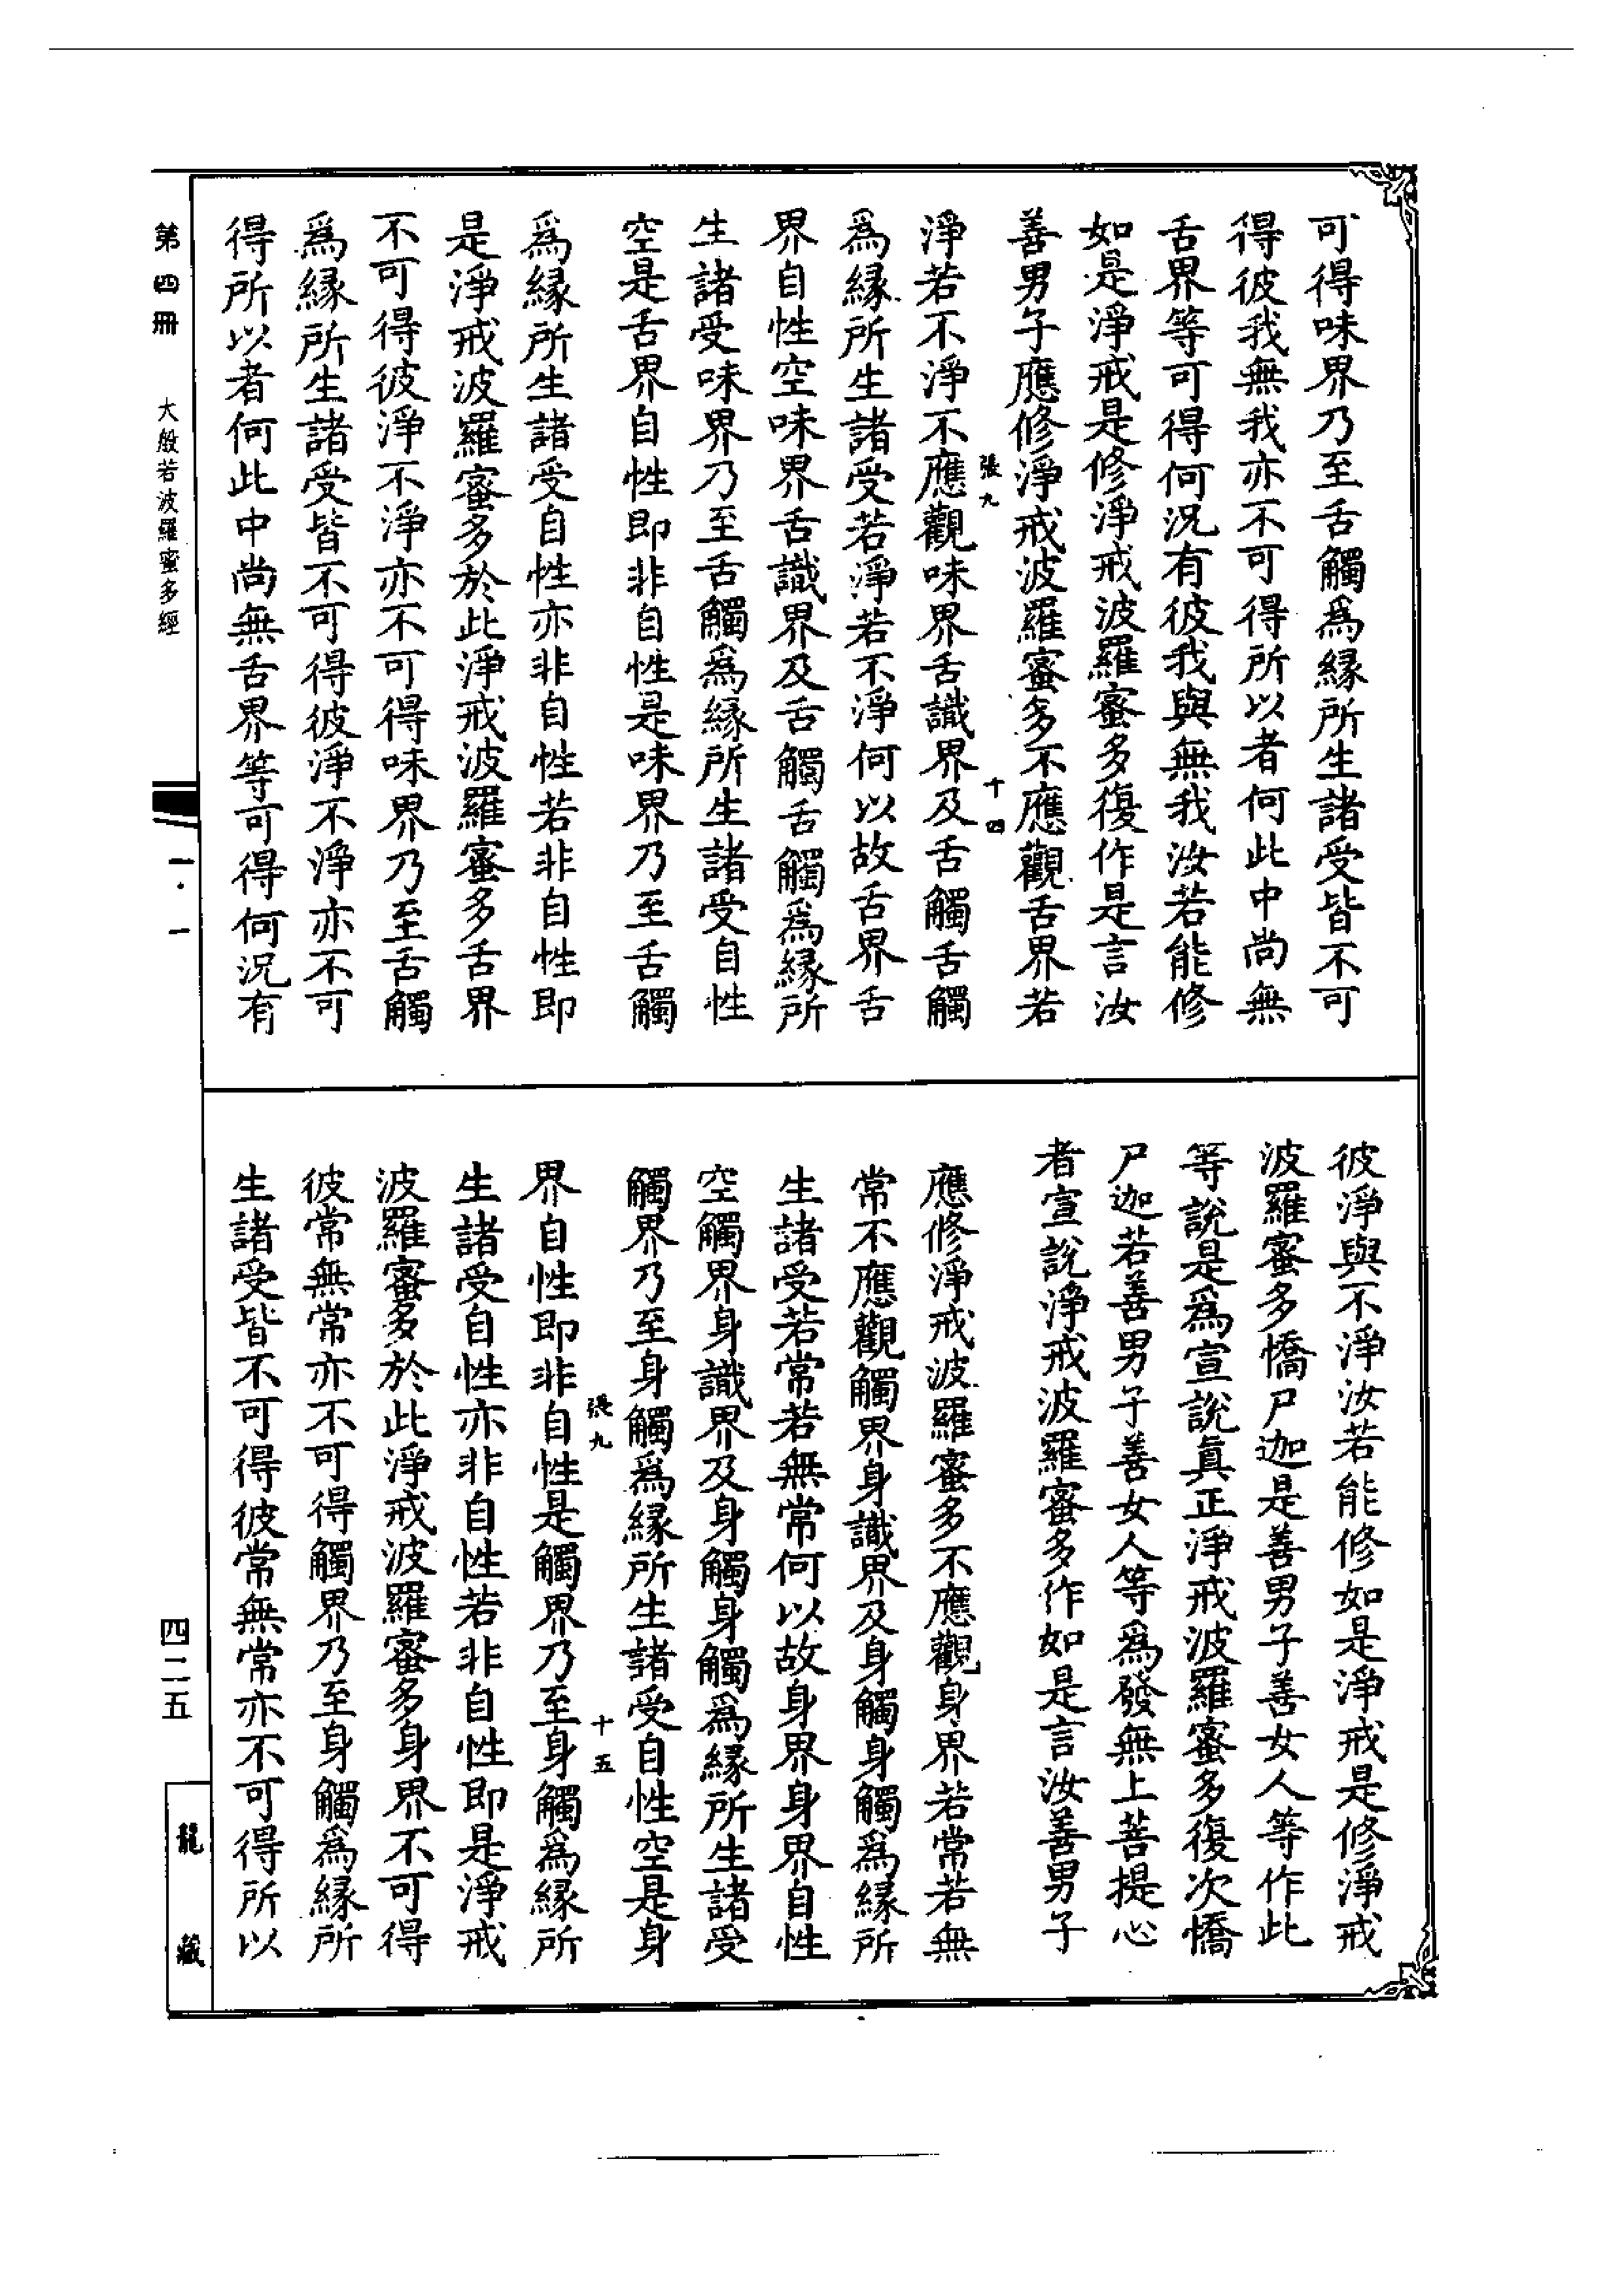 可得味界乃至舌觸爲縁所生諸受皆不可
得彼我無我亦不可得所以者何此中尚無
舌界等可得何況有彼我與無我汝若能修
如是淨戒是修淨戒波羅蜜多復作是言汝
善男子應修淨戒波羅蜜多不應觀舌界若
張九 十四
淨若不淨不應觀味界舌識界及舌觸舌觸
爲縁所生諸受若淨若不淨何以故舌界舌
界自性空味界舌識界及舌觸舌觸爲縁所
生諸受味界乃至舌觸爲縁所生諸受自性
空是舌界自性即非自性是味界乃至舌觸
爲縁所生諸受自性亦非自性若非自性即
是淨戒波羅蜜多於此淨戒波羅蜜多舌界
不可得彼淨不淨亦不可得味界乃至舌觸
爲縁所生諸受皆不可得彼淨不淨亦不可
得所以者何此中尚無舌界等可得何況有
彼淨與不淨汝若能修如是淨戒是修淨戒
波羅蜜多憍尸迦是善男子善女人等作此
等說是爲宣說真正淨戒波羅蜜多復次憍
尸迦若善男子善女人等爲發無上菩提心
者宣說淨戒波羅蜜多作如是言汝善男子
應修淨戒波羅蜜多不應觀身界若常若無
常不應觀觸界身識界及身觸身觸爲縁所
生諸受若常若無常何以故身界身界自性
空觸界身識界及身觸身觸爲縁所生諸受
觸界乃至身觸爲縁所生諸受自性空是身
張九 十五
界自性即非自性是觸界乃至身觸爲縁所
生諸受自性亦非自性若非自性即是淨戒
波羅蜜多於此淨戒波羅蜜多身界不可得
彼常無常亦不可得觸界乃至身觸爲縁所
生諸受皆不可得彼常無常亦不可得所以
第四冊 大般若波羅蜜多經 一·一 四二五 龍藏